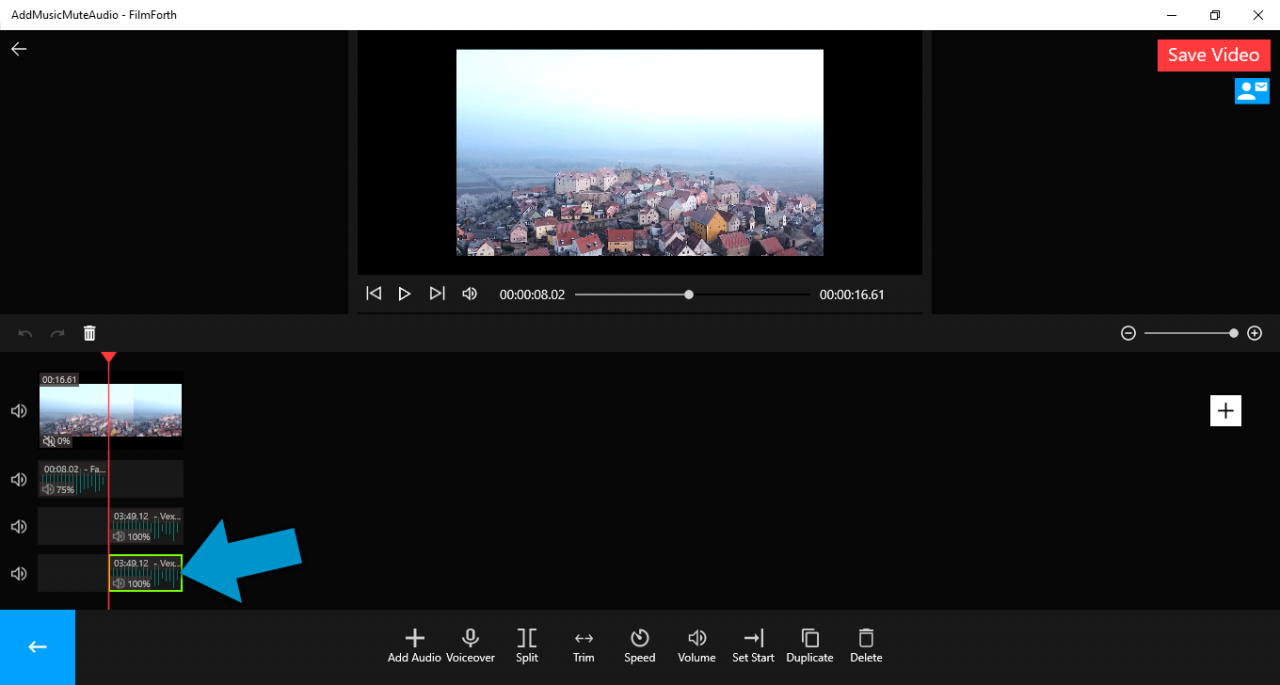 AddMusicMuteAudio - FilmForth
Save Video
00:00:08.02
00:00:16.61
00:16.61
0%
00:08.02 - Fa...
75%
03:49.12 - Vex...
100%
03:49.12 - Vex...
100%
Add Audio Voiceover Split Trim Speed Volume Set Start Duplicate Delete